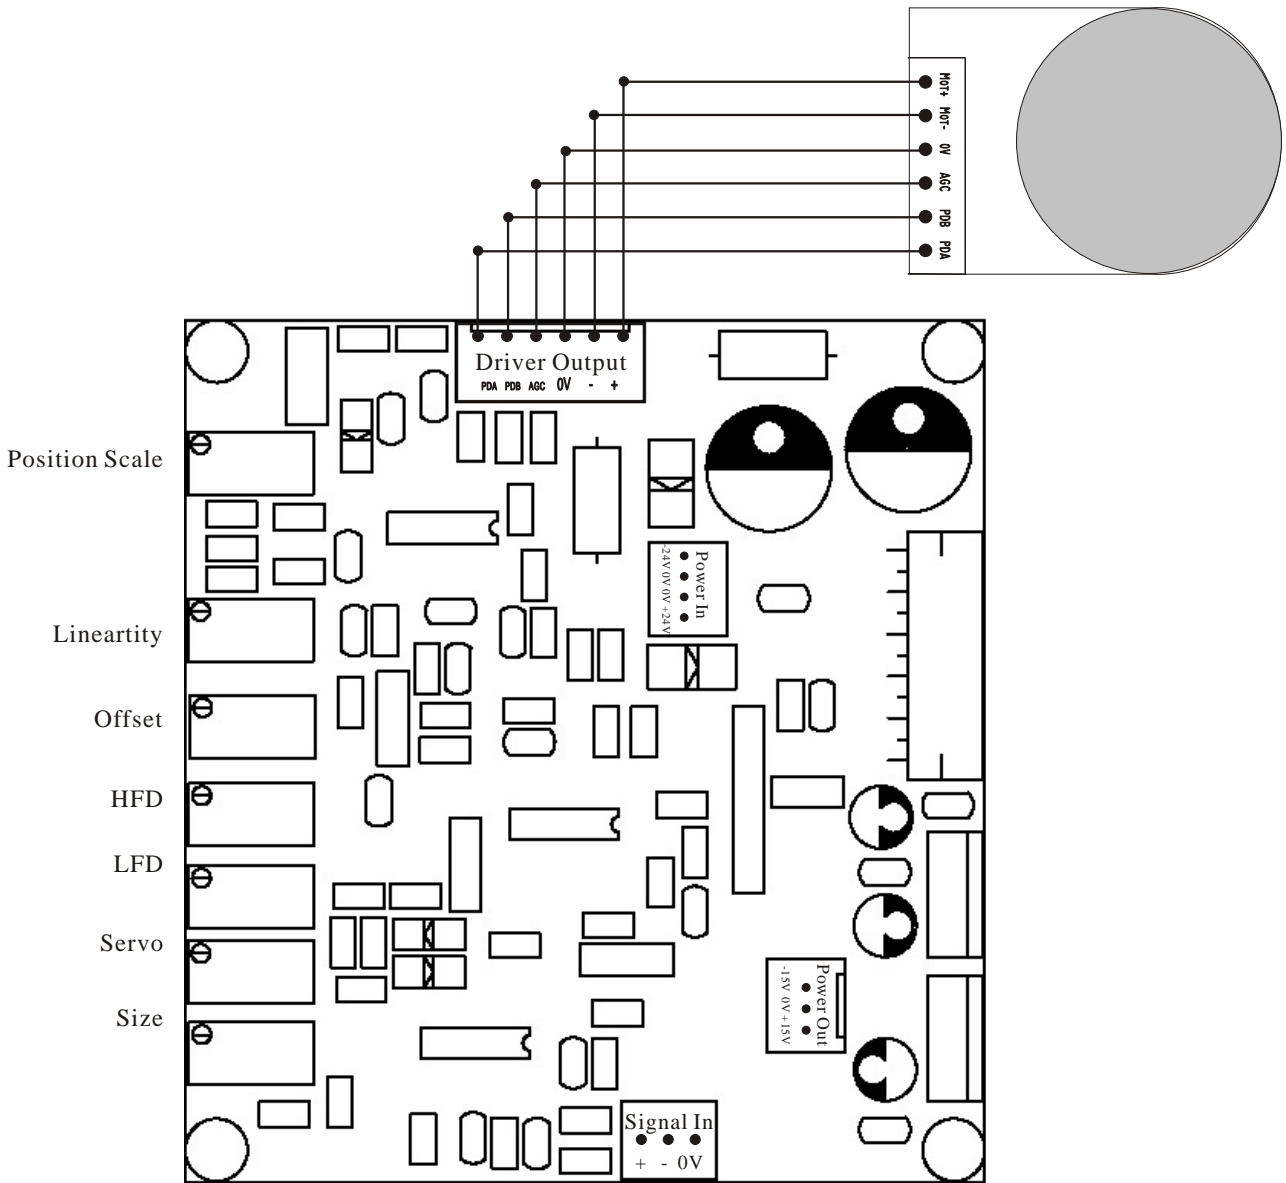 MOT+
MOT-
0V
AGC
PDB
PDA
Driver Output
PDA PDB AGC 0V - +
Position Scale
Power In
-24V 0V 0V +24V
Lineartity
Offset
HFD
LFD
Servo
Power Out
-15V 0V +15V
Size
Signal In
+ - 0V